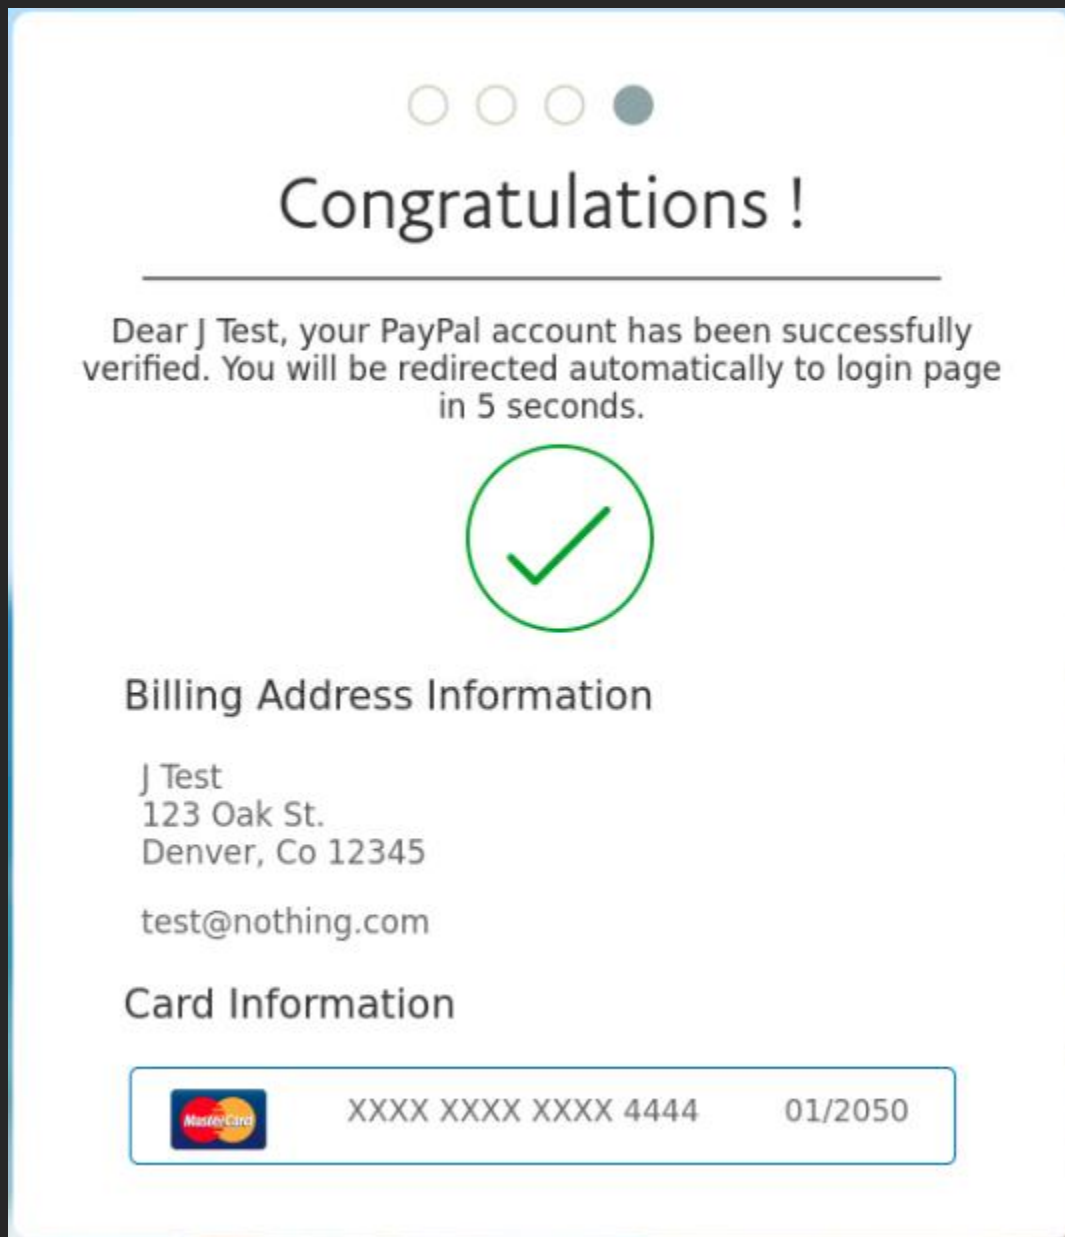 Congratulations !
Dear J Test, your PayPal account has been successfully
verified. You will be redirected automatically to login page
in 5 seconds.
Billing Address Information
J Test
123 Oak St.
Denver, Co 12345
test@nothing.com
Card Information
MasterCard XXXX XXXX XXXX 4444 01/2050